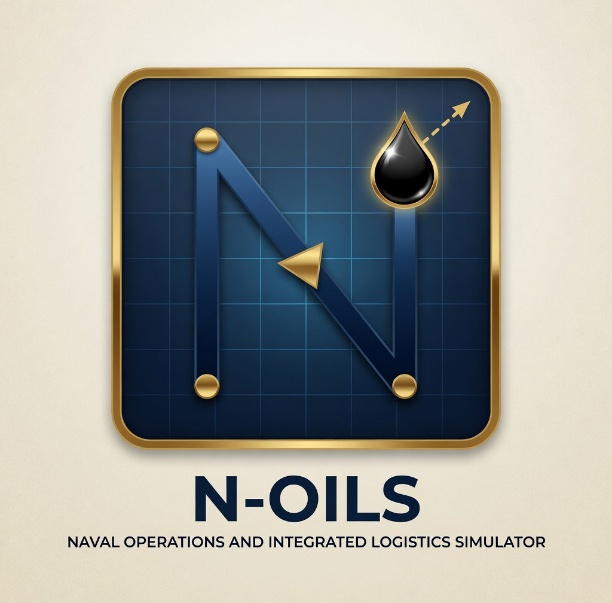 N-OILS
NAVAL OPERATIONS AND INTEGRATED LOGISTICS SIMULATOR